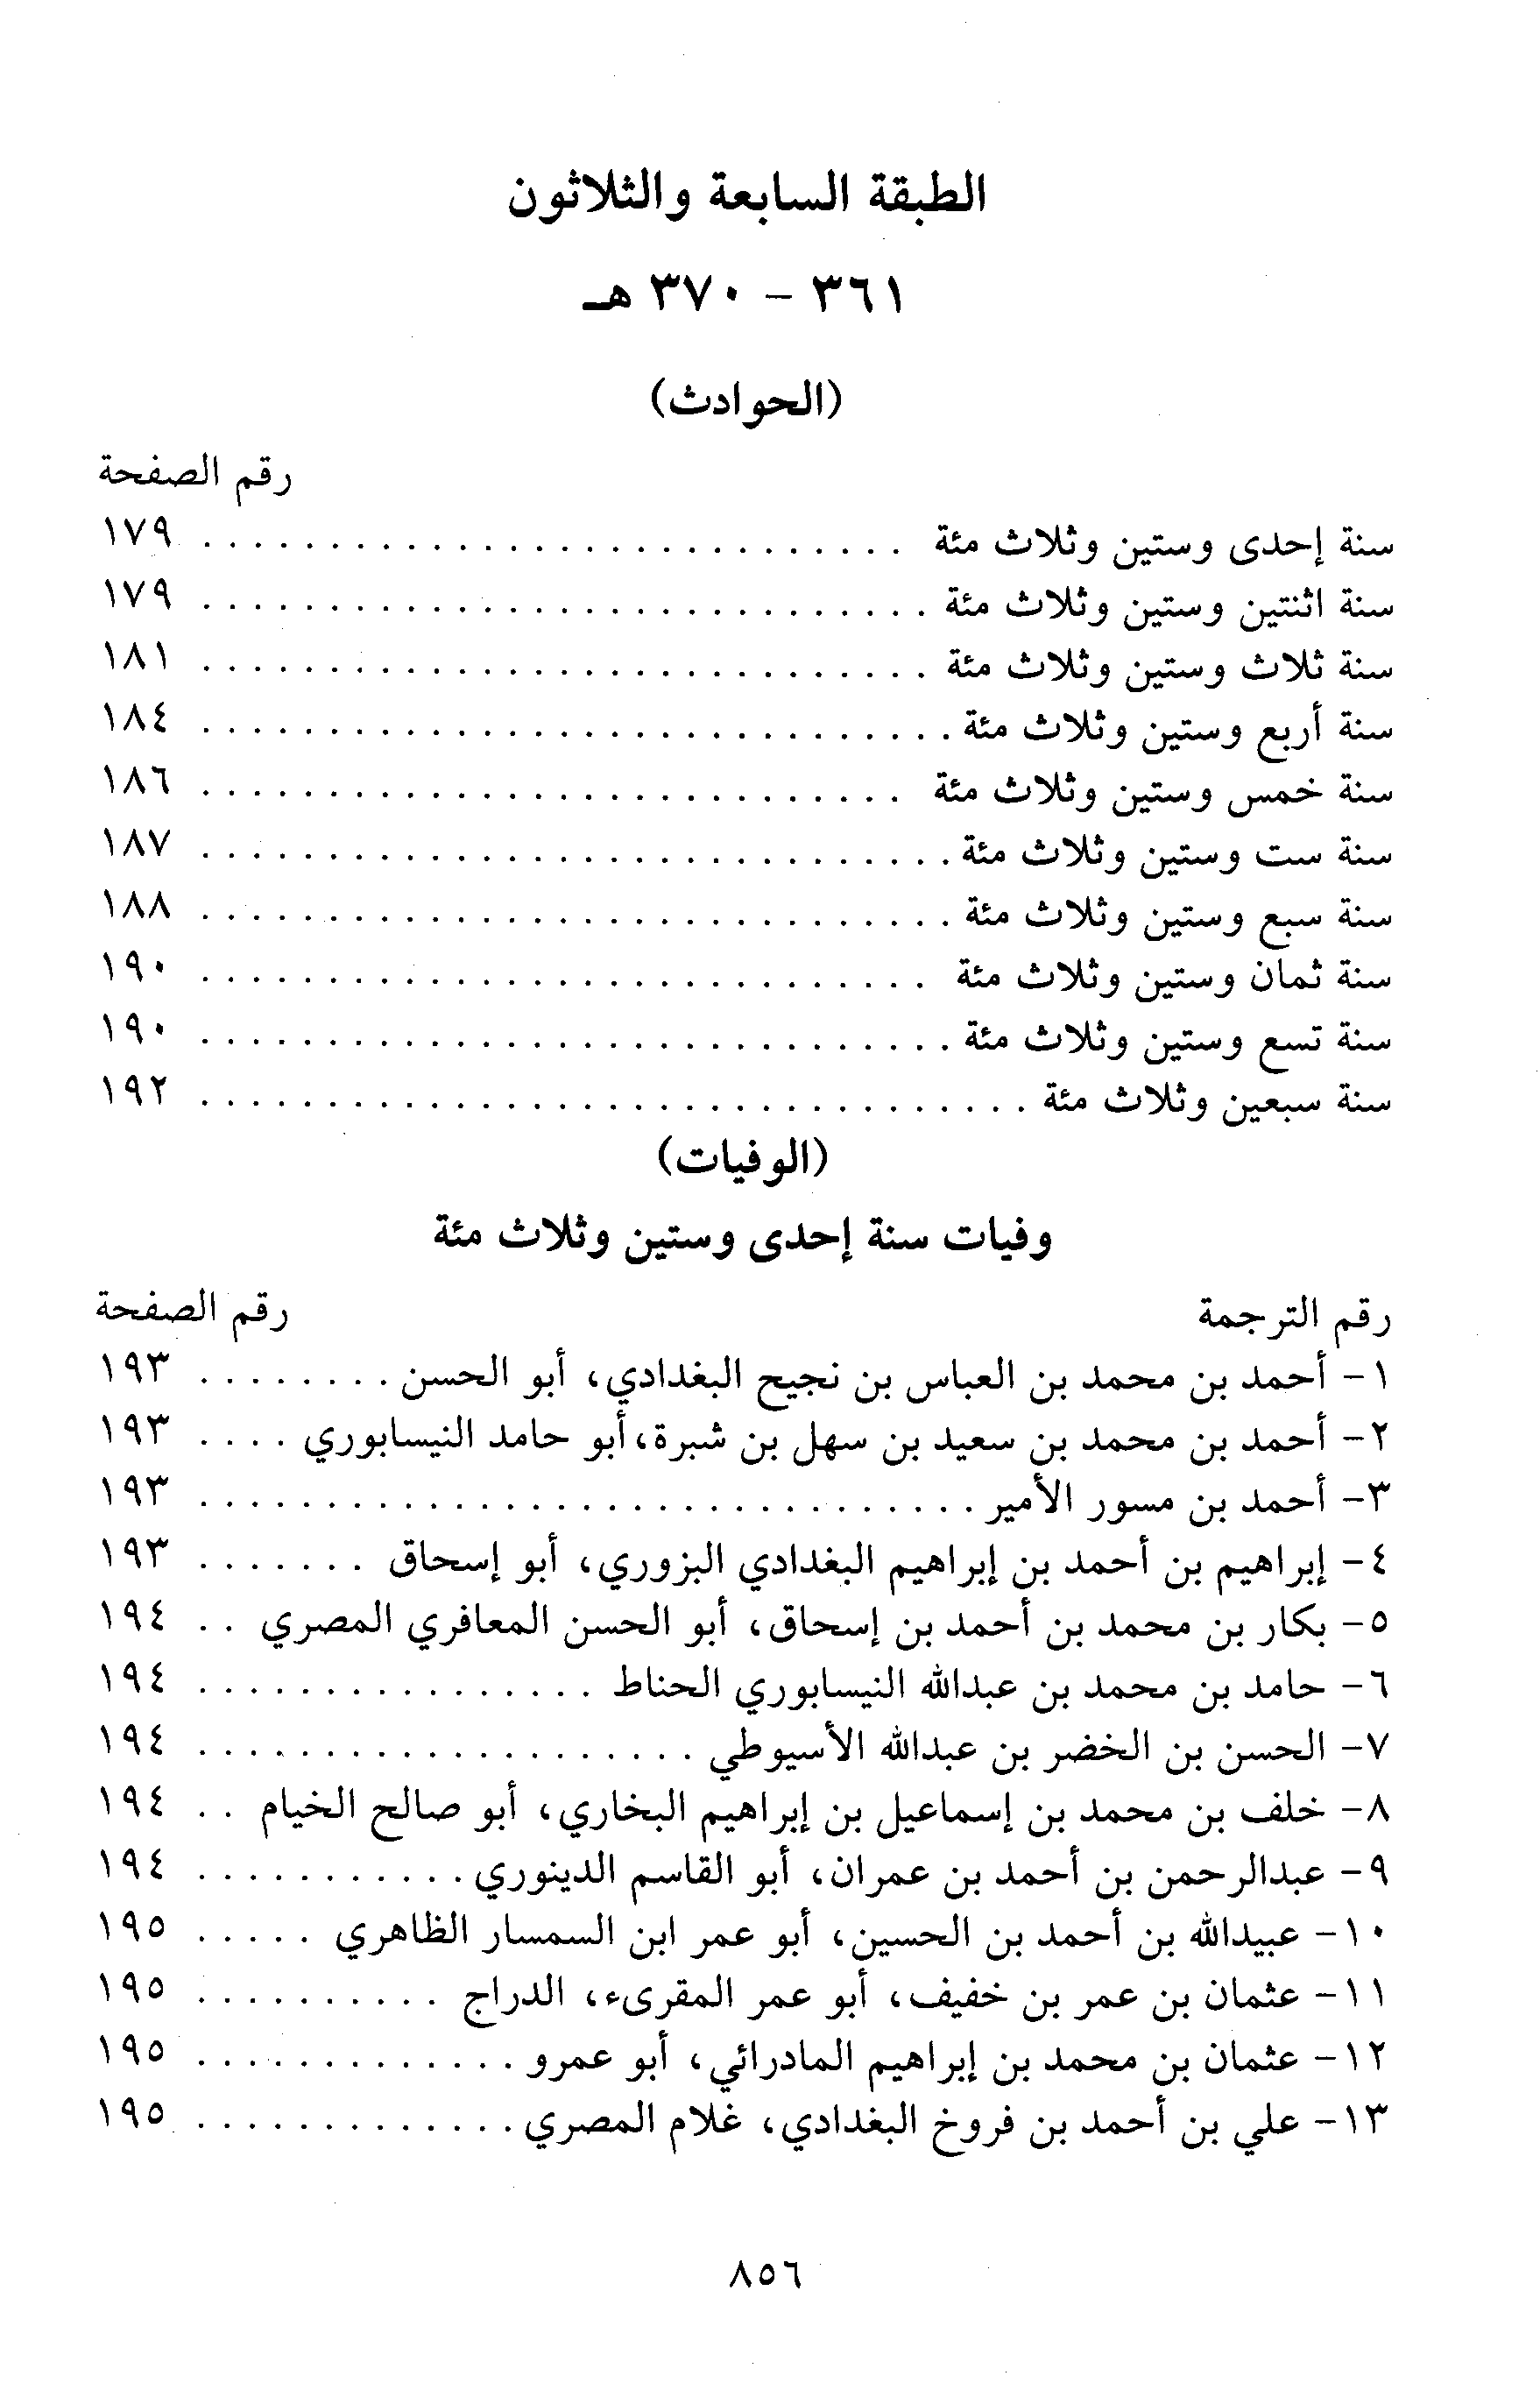 الطبقة السابعة والثلاثون
٣٦١ - ٣٧٠ هـ
(الحوادث)
رقم الصفحة
سنة إحدى وستين وثلاث مئة . . . . . . . . . . . . . . . . . . . . . . . . . . . . ١٧٩
سنة اثنتين وستين وثلاث مئة . . . . . . . . . . . . . . . . . . . . . . . . . . . . . ١٧٩
سنة ثلاث وستين وثلاث مئة . . . . . . . . . . . . . . . . . . . . . . . . . . . . . ١٨١
سنة أربع وستين وثلاث مئة . . . . . . . . . . . . . . . . . . . . . . . . . . . . . . ١٨٤
سنة خمس وستين وثلاث مئة . . . . . . . . . . . . . . . . . . . . . . . . . . . . ١٨٦
سنة ست وستين وثلاث مئة . . . . . . . . . . . . . . . . . . . . . . . . . . . . . . ١٨٧
سنة سبع وستين وثلاث مئة . . . . . . . . . . . . . . . . . . . . . . . . . . . . . . ١٨٨
سنة ثمان وستين وثلاث مئة . . . . . . . . . . . . . . . . . . . . . . . . . . . . . ١٩٠
سنة تسع وستين وثلاث مئة . . . . . . . . . . . . . . . . . . . . . . . . . . . . . . ١٩٠
سنة سبعين وثلاث مئة . . . . . . . . . . . . . . . . . . . . . . . . . . . . . . . . . ١٩٢
(الوفيات)
وفيات سنة إحدى وستين وثلاث مئة
رقم الترجمة رقم الصفحة
١- أحمد بن محمد بن العباس بن نجيح البغدادي، أبو الحسن . . . . . . . . ١٩٣
٢- أحمد بن محمد بن سعيد بن سهل بن شبرة،أبو حامد النيسابوري . . . . ١٩٣
٣- أحمد بن مسور الأمير . . . . . . . . . . . . . . . . . . . . . . . . . . . . . . . ١٩٣
٤- إبراهيم بن أحمد بن إبراهيم البغدادي البزوري، أبو إسحاق . . . . . . . ١٩٣
٥- بكار بن محمد بن أحمد بن إسحاق، أبو الحسن المعافري المصري . . ١٩٤
٦- حامد بن محمد بن عبدالله النيسابوري الحناط . . . . . . . . . . . . . . . . ١٩٤
٧- الحسن بن الخضر بن عبدالله الأسيوطي . . . . . . . . . . . . . . . . . . . . ١٩٤
٨- خلف بن محمد بن إسماعيل بن إبراهيم البخاري، أبو صالح الخيام . . ١٩٤
٩- عبدالرحمن بن أحمد بن عمران، أبو القاسم الدينوري . . . . . . . . . . . ١٩٤
١٠- عبيدالله بن أحمد بن الحسين، أبو عمر ابن السمسار الظاهري . . . . . ١٩٥
١١- عثمان بن عمر بن خفيف، أبو عمر المقرىء، الدراج . . . . . . . . . . ١٩٥
١٢- عثمان بن محمد بن إبراهيم المادرائي، أبو عمرو . . . . . . . . . . . . . ١٩٥
١٣- علي بن أحمد بن فروخ البغدادي، غلام المصري . . . . . . . . . . . . . ١٩٥
٨٥٦